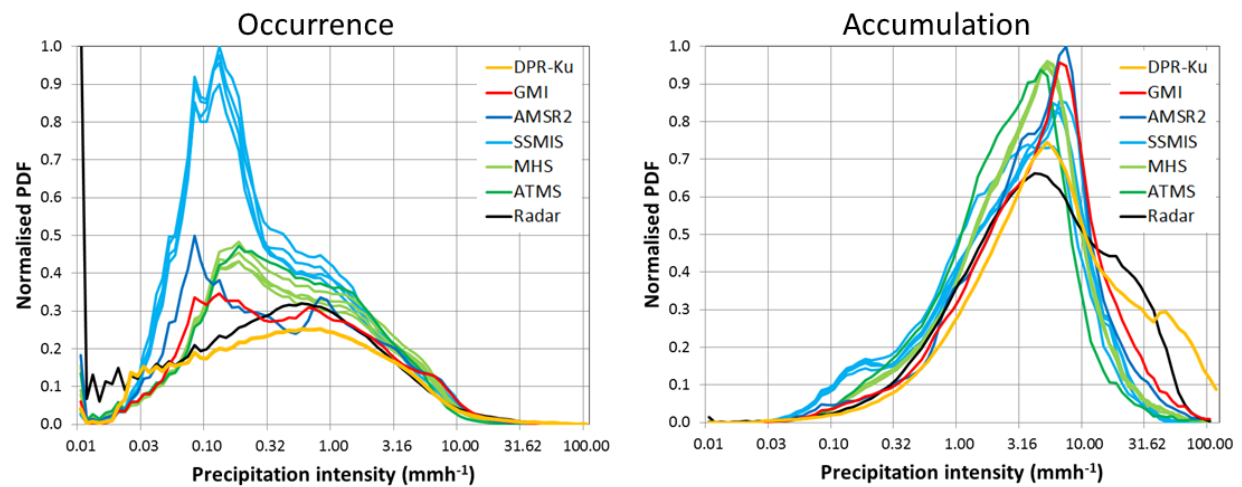 Occurrence
Normalised PDF
1.0
0.9
0.8
0.7
0.6
0.5
0.4
0.3
0.2
0.1
0.0
DPR-Ku
GMI
AMSR2
SSMIS
MHS
ATMS
Radar
0.01 0.03 0.10 0.32 1.00 3.16 10.00 31.62 100.00
Precipitation intensity (mmh-1)
Accumulation
Normalised PDF
1.0
0.9
0.8
0.7
0.6
0.5
0.4
0.3
0.2
0.1
0.0
DPR-Ku
GMI
AMSR2
SSMIS
MHS
ATMS
Radar
0.01 0.03 0.10 0.32 1.00 3.16 10.00 31.62 100.00
Precipitation intensity (mmh-1)